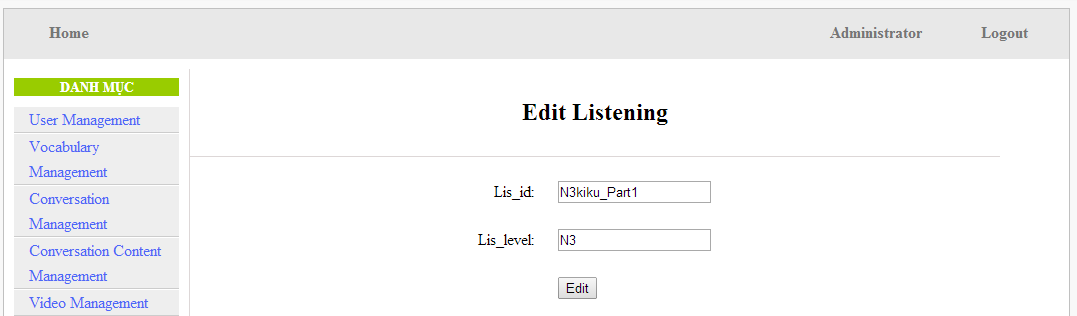 Home Administrator Logout
DANH MỤC
User Management
Vocabulary
Management
Conversation
Management
Conversation Content
Management
Video Management
Edit Listening
Lis_id: N3kiku_Part1
Lis_level: N3
Edit